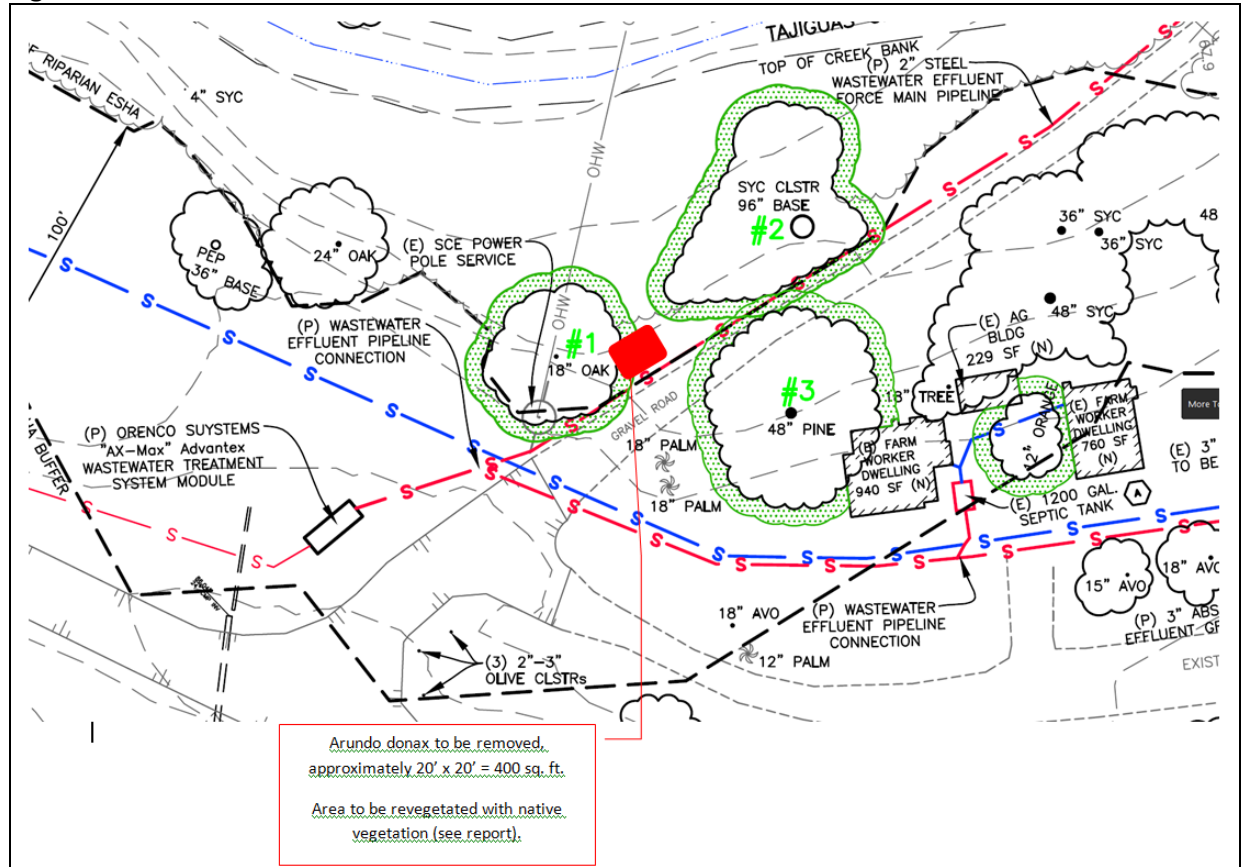 TAJIGUAS
TOP OF CREEK BANK
(P) 2" STEEL
WASTEWATER EFFLUENT
FORCE MAIN PIPELINE
RIPARIAN ESHA
4" SYC
100'
OHW
PEP
36" BASE
24" OAK
(E) SCE POWER
POLE SERVICE
SYC CLSTR
96" BASE
#2
36" SYC
36" SYC
48"
48" SYC
(P) WASTEWATER
EFFLUENT PIPELINE
CONNECTION
OHW
#1
18" OAK
(E) AG
BLDG
229 SF (N)
GRAVEL ROAD
#3
48" PINE
18" TREE
ORANGE
(E) FARM
WORKER
DWELLING
760 SF
(N)
More To
(P) ORENCO SUYSTEMS
"AX-Max" Advantex
WASTEWATER TREATMENT
SYSTEM MODULE
BUFFER
18" PALM
18" PALM
FARM
WORKER
DWELLING
940 SF (N)
(E) 3"
TO BE
(E) 1200 GAL.
SEPTIC TANK
A
S S S S S S
15" AVO
18" AVO
18" AVO
12" PALM
(P) WASTEWATER
EFFLUENT PIPELINE
CONNECTION
(P) 3" ABS
EFFLUENT GR
EXIST
(3) 2"-3"
OLIVE CLSTRs
Arundo donax to be removed,
approximately 20' x 20' = 400 sq. ft.
Area to be revegetated with native
vegetation (see report).